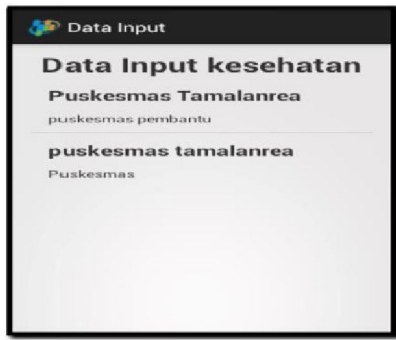 Data Input
Data Input kesehatan
Puskesmas Tamalanrea
puskesmas pembantu
puskesmas tamalanrea
Puskesmas